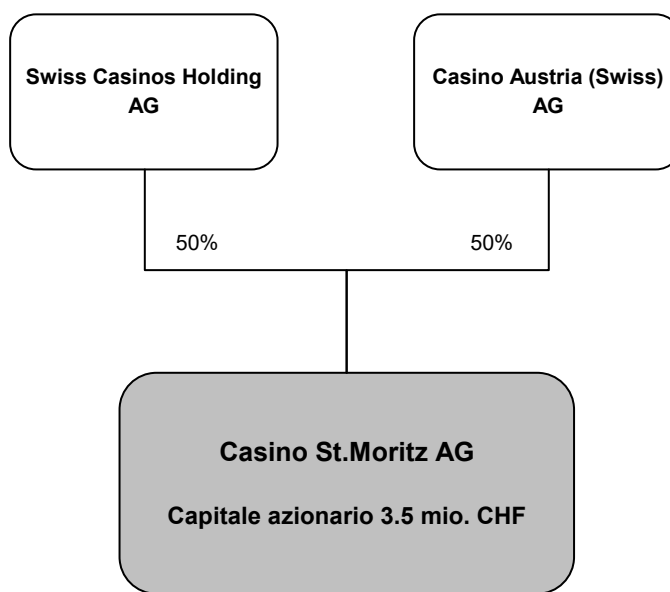 Swiss Casinos Holding
AG
Casino Austria (Swiss)
AG
50%
50%
Casino St.Moritz AG
Capitale azionario 3.5 mio. CHF